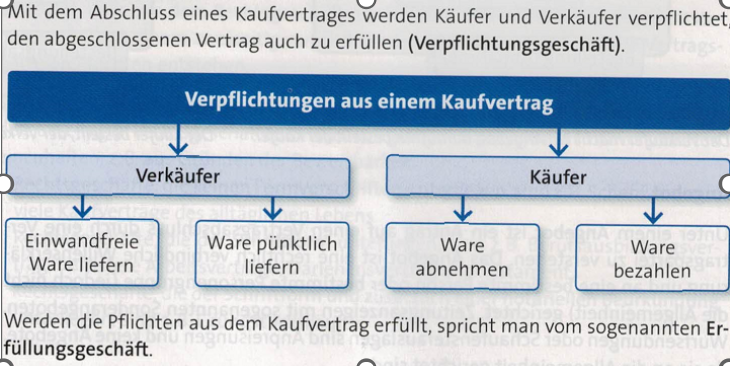 Mit dem Abschluss eines Kaufvertrages werden Käufer und Verkäufer verpflichtet,
den abgeschlossenen Vertrag auch zu erfüllen (Verpflichtungsgeschäft).
Verpflichtungen aus einem Kaufvertrag
Verkäufer
Käufer
Einwandfreie
Ware liefern
Ware pünktlich
liefern
Ware
abnehmen
Ware
bezahlen
Werden die Pflichten aus dem Kaufvertrag erfüllt, spricht man vom sogenannten Er-
füllungsgeschäft.